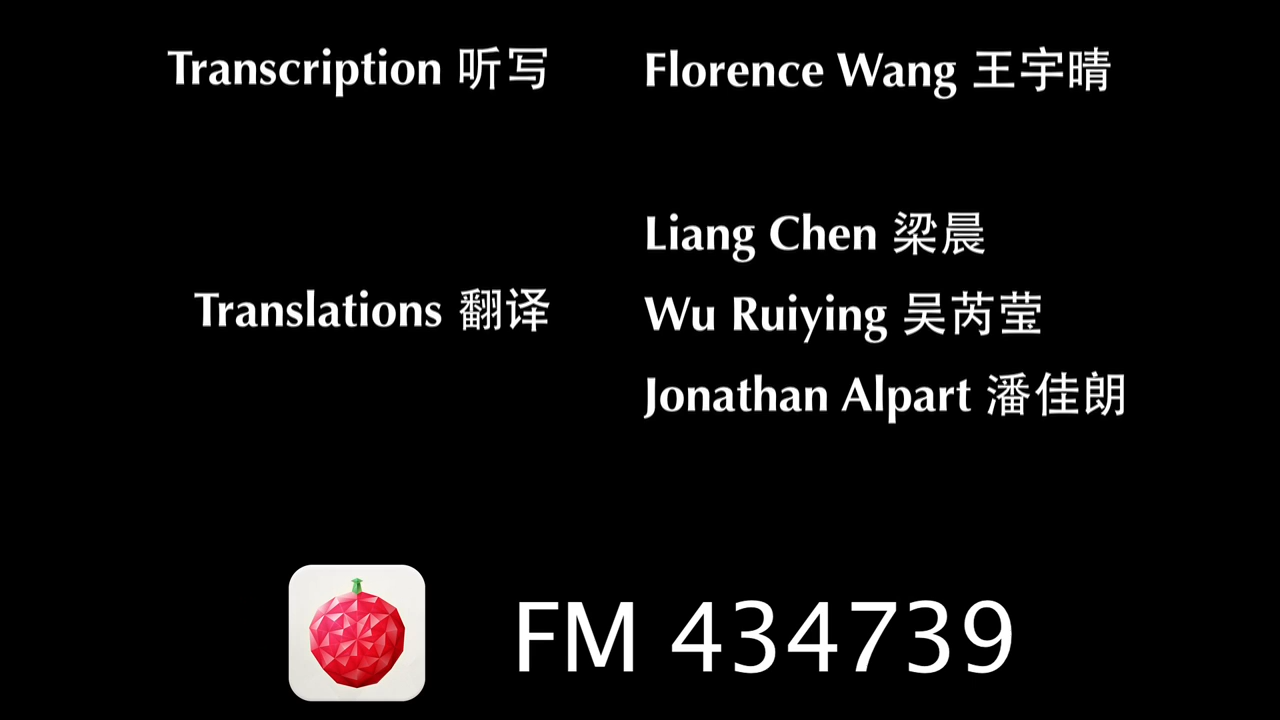 Transcription 听写 Florence Wang 王宇晴
Liang Chen 梁晨
Translations 翻译 Wu Ruiying 吴芮莹
Jonathan Alpart 潘佳朗
FM 434739